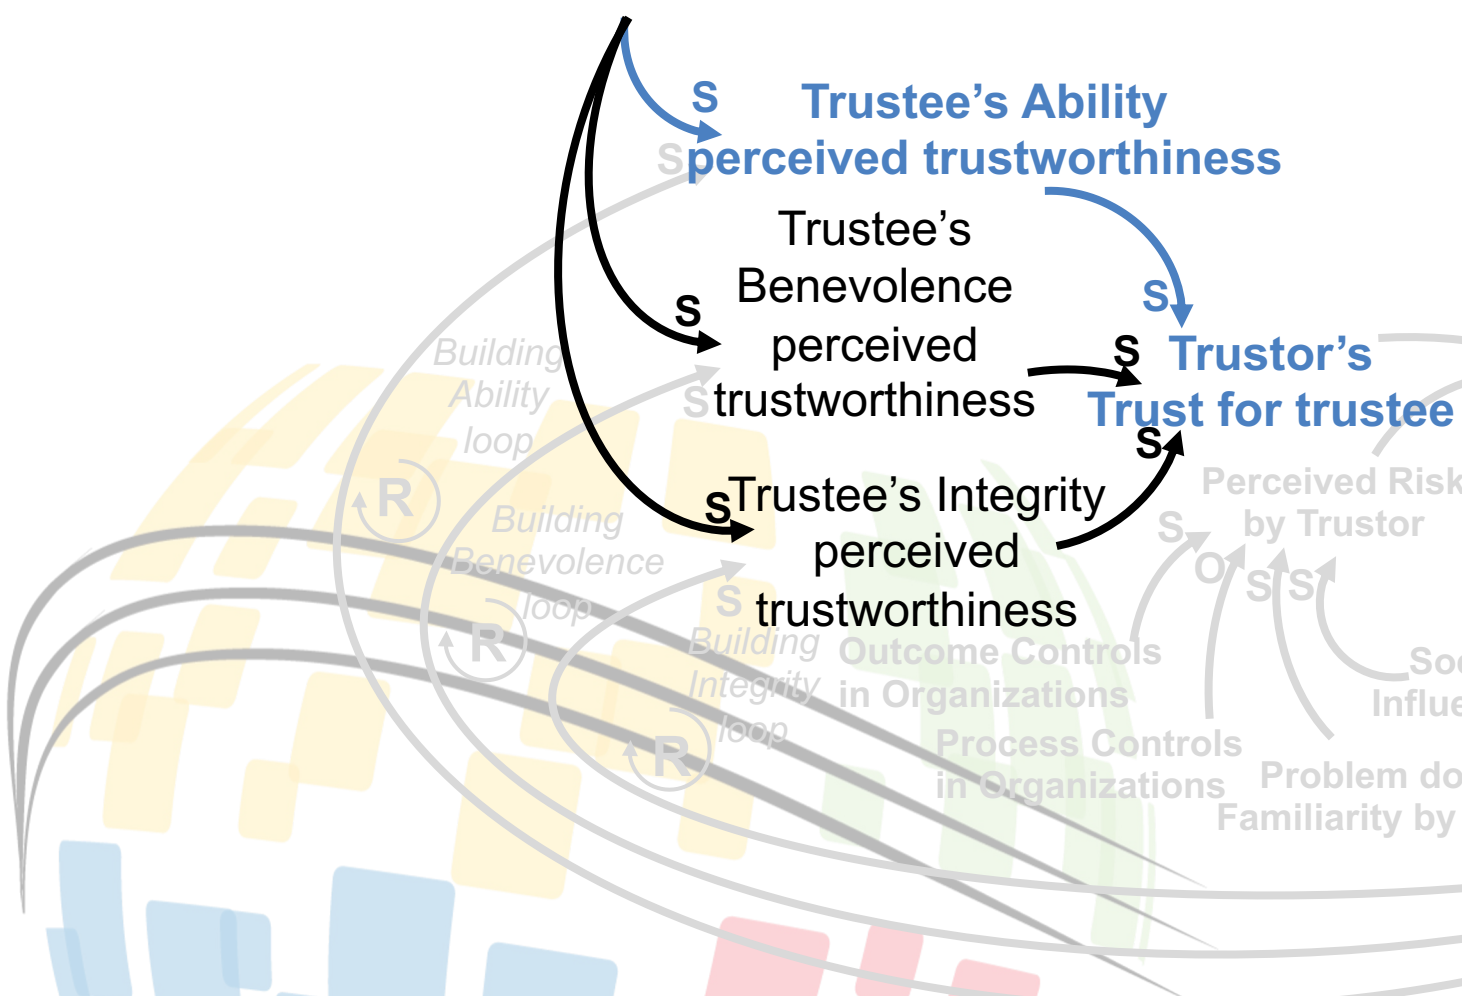 S
Trustee’s Ability
S
perceived trustworthiness
Trustee’s
Benevolence
perceived
trustworthiness
S
S
S
S
Trustor’s
Trust for trustee
S
Building
Ability
loop
R
S
Trustee’s Integrity
perceived
trustworthiness
Building
Benevolence
loop
R
S
Building
Integrity
loop
R
Perceived Risk
by Trustor
S
O
S
S
Outcome Controls
in Organizations
Process Controls
in Organizations
Problem do
Familiarity by
Soc
Influe